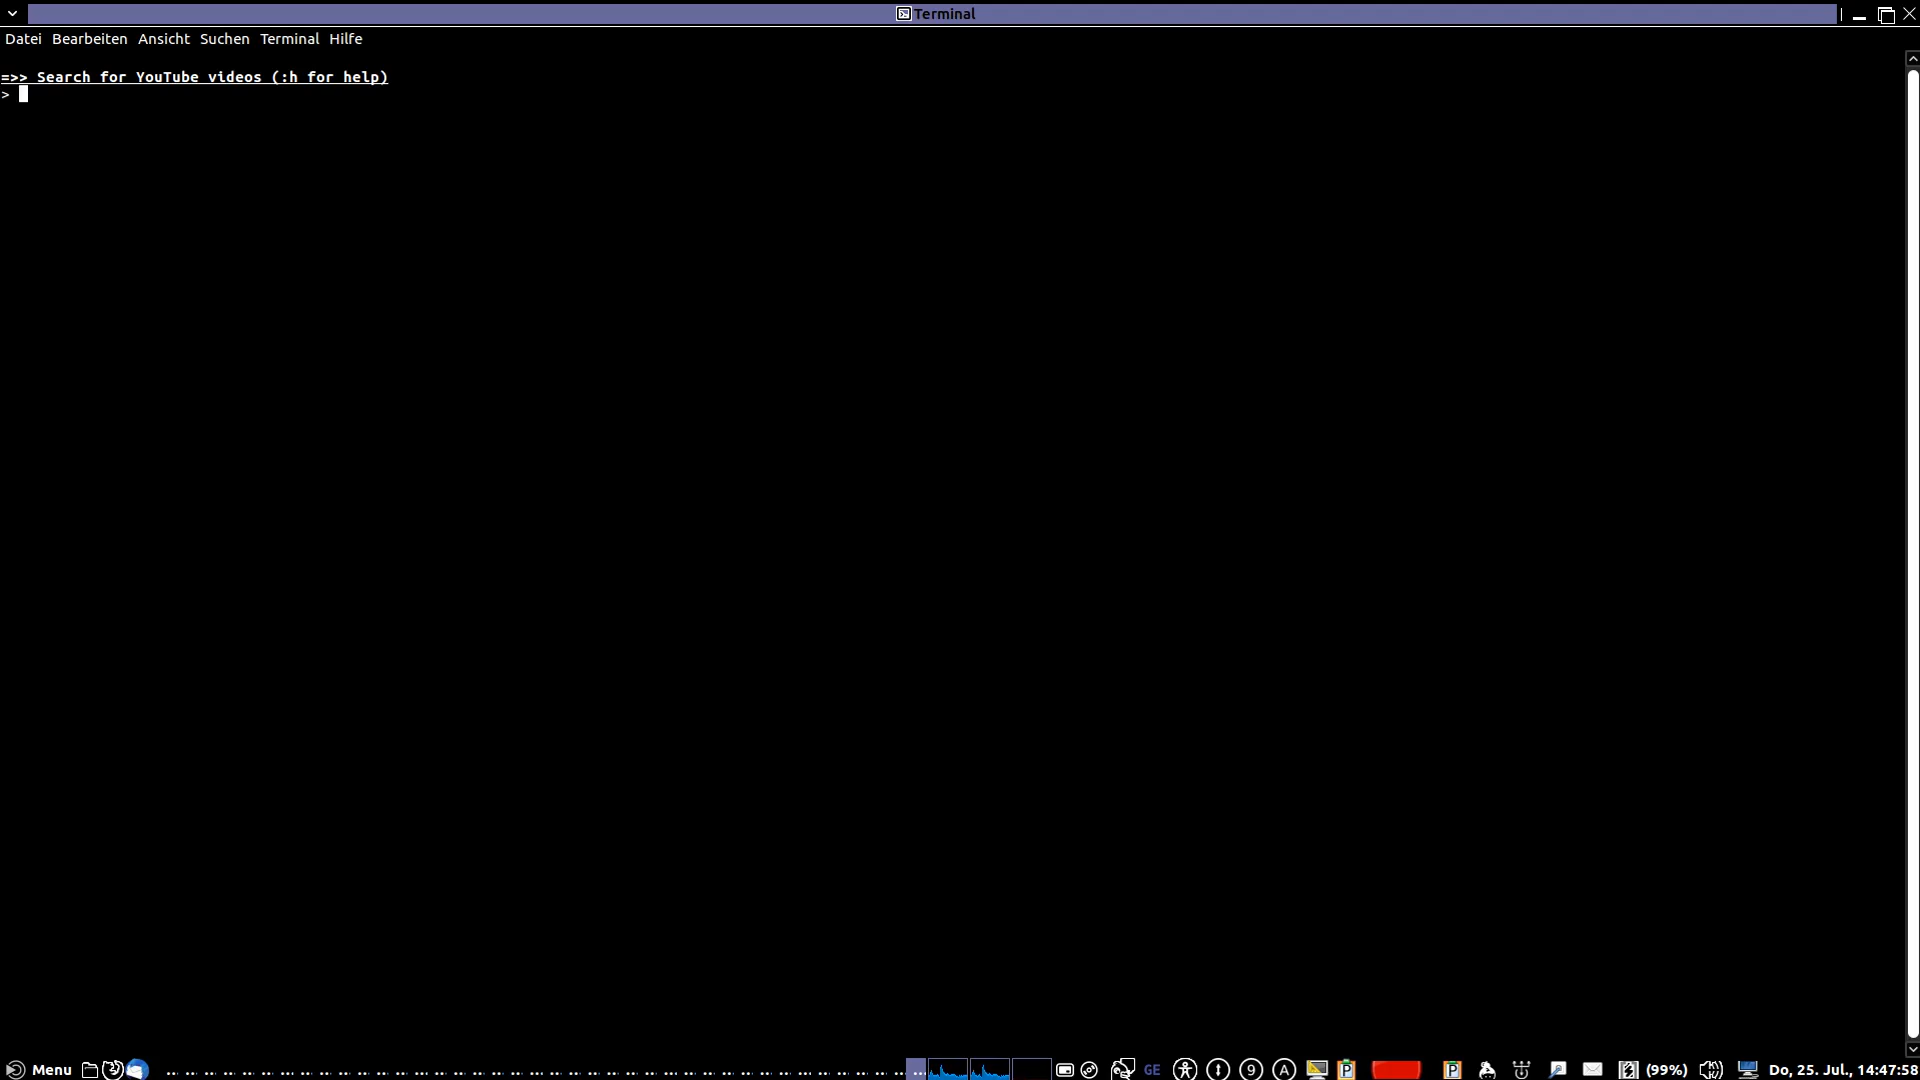 Terminal
Datei Bearbeiten Ansicht Suchen Terminal Hilfe
=>> Search for YouTube videos (:h for help)
>
Menu GE 9 A P P (99%) Do, 25. Jul., 14:47:58